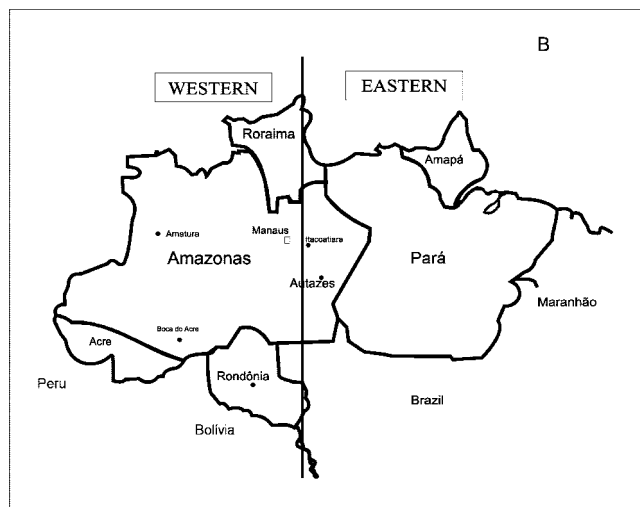 B
WESTERN
EASTERN
Roraima
Amapá
Manaus
Amatura
Itacoatiara
Amazonas
Pará
Autazes
Maranhão
Boca do Acre
Acre
Peru
Rondônia
Brazil
Bolívia